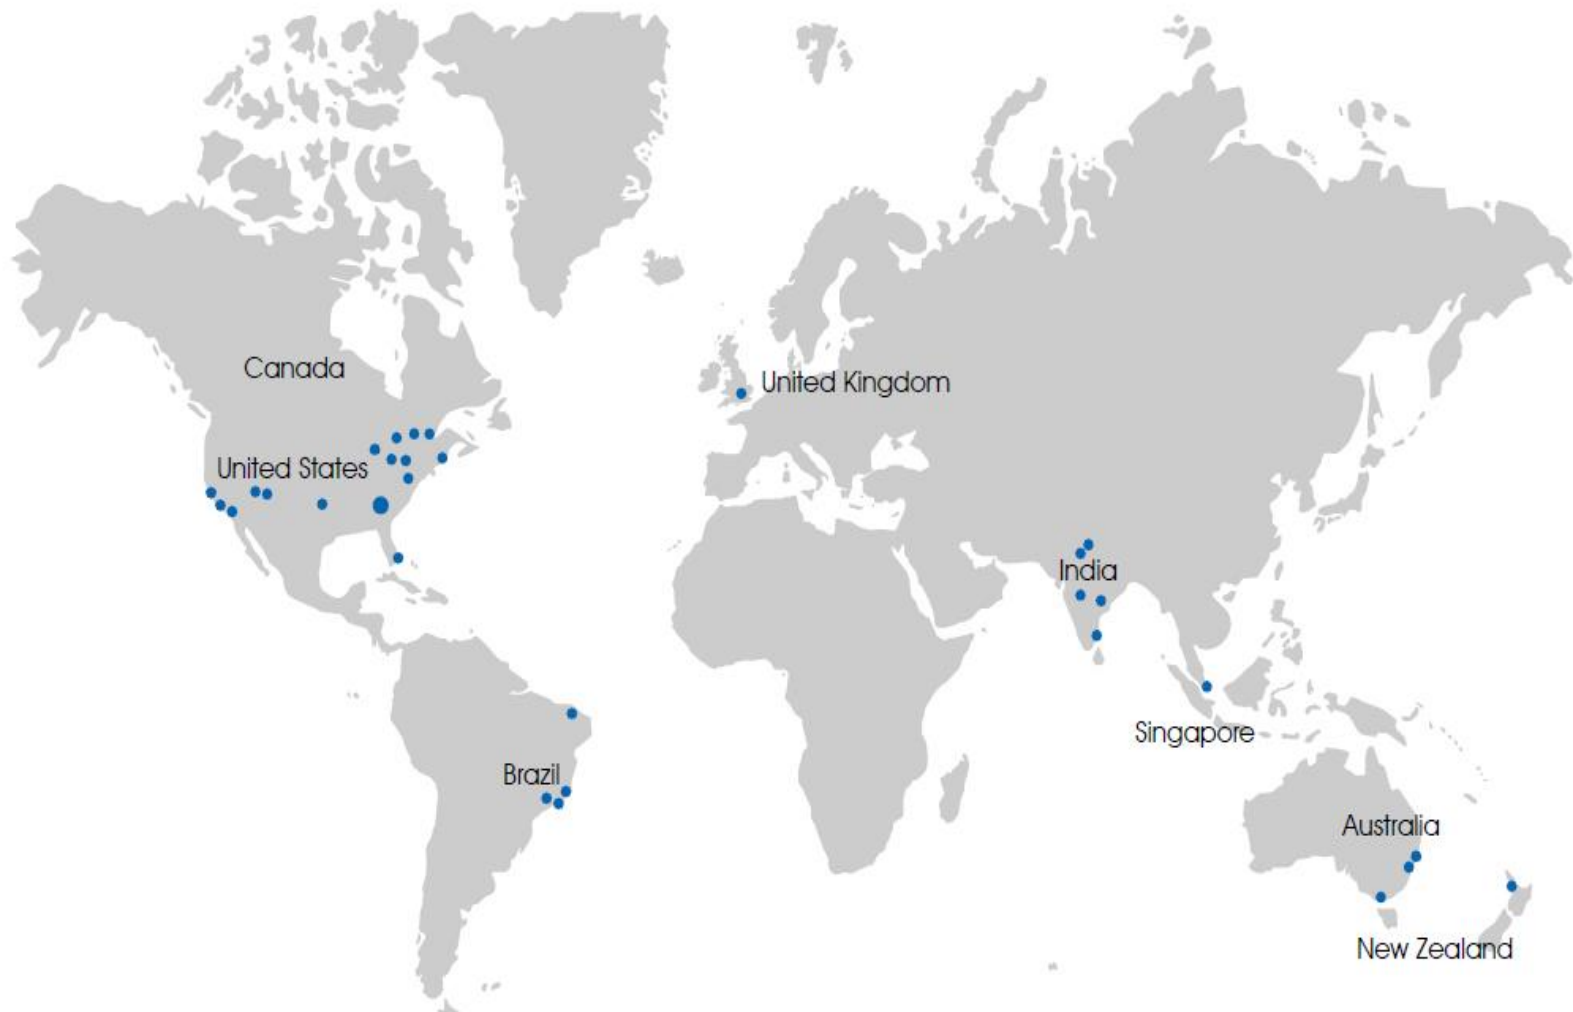 Canada
United Kingdom
United States
India
Singapore
Brazil
Australia
New Zealand